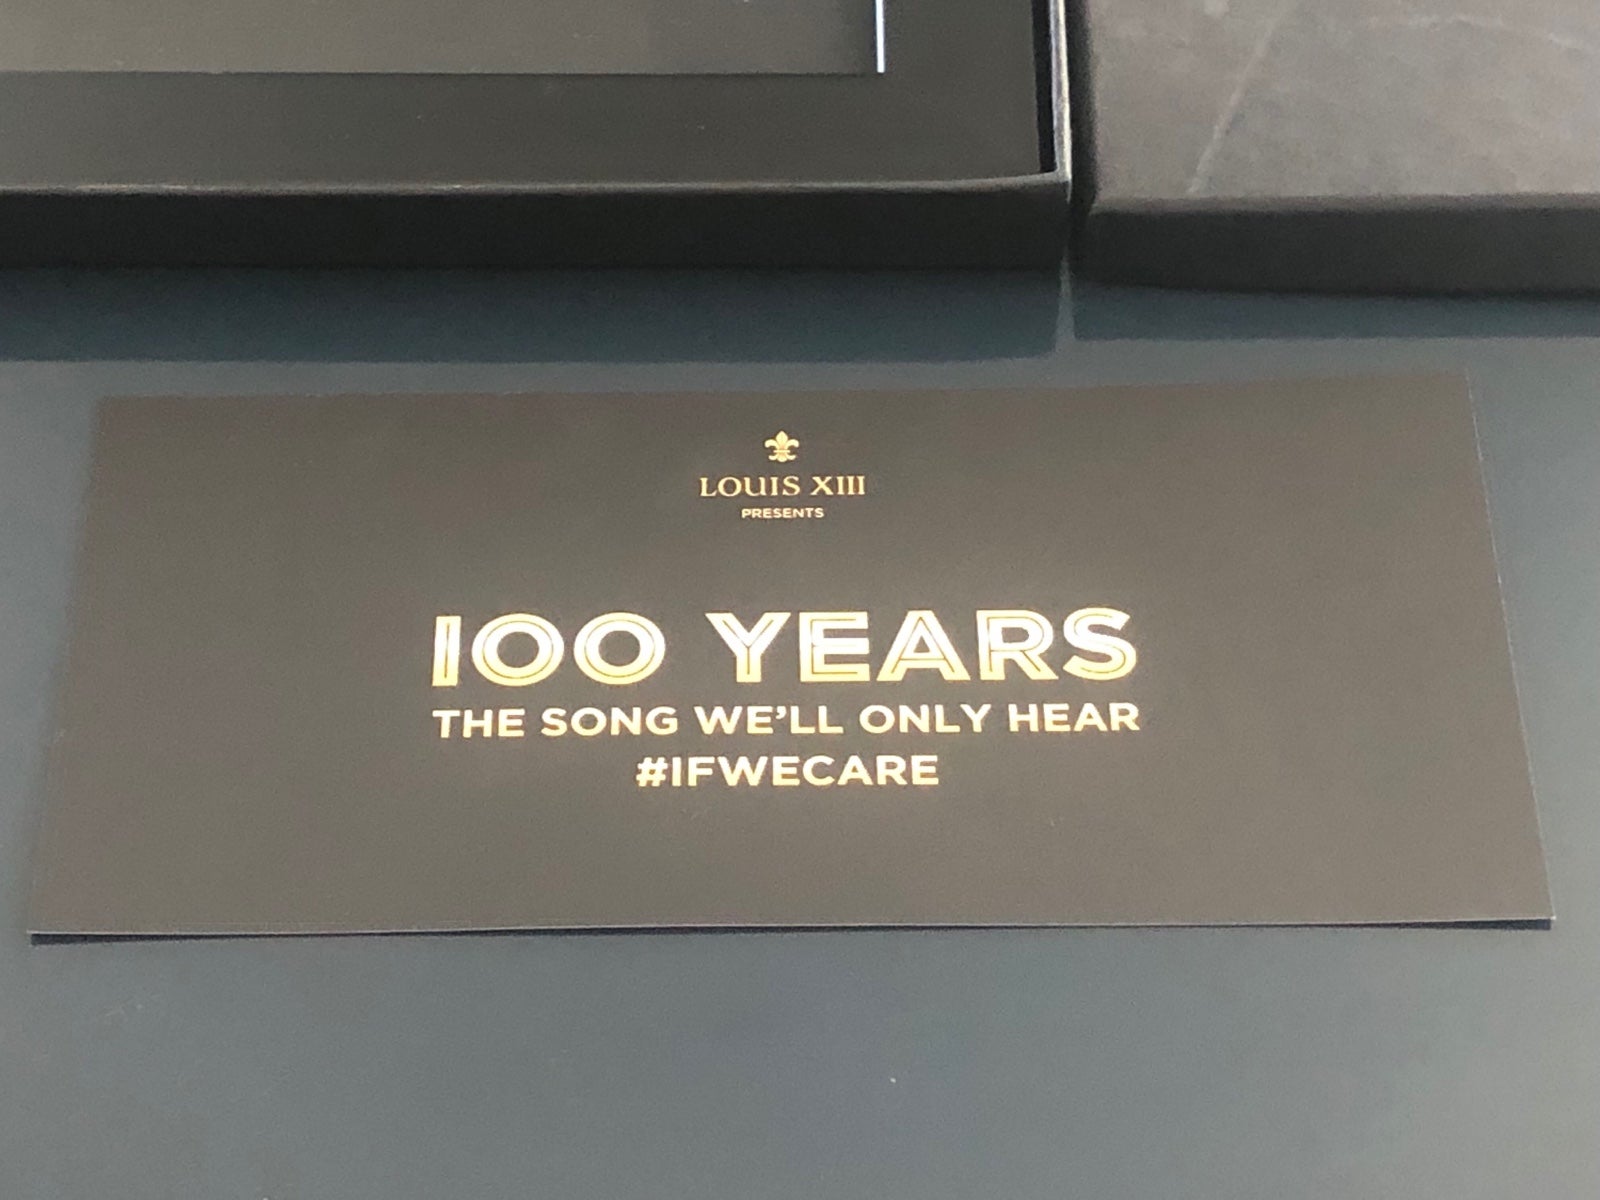 LOUIS XIII
PRESENTS
100 YEARS
THE SONG WE'LL ONLY HEAR
#IFWECARE